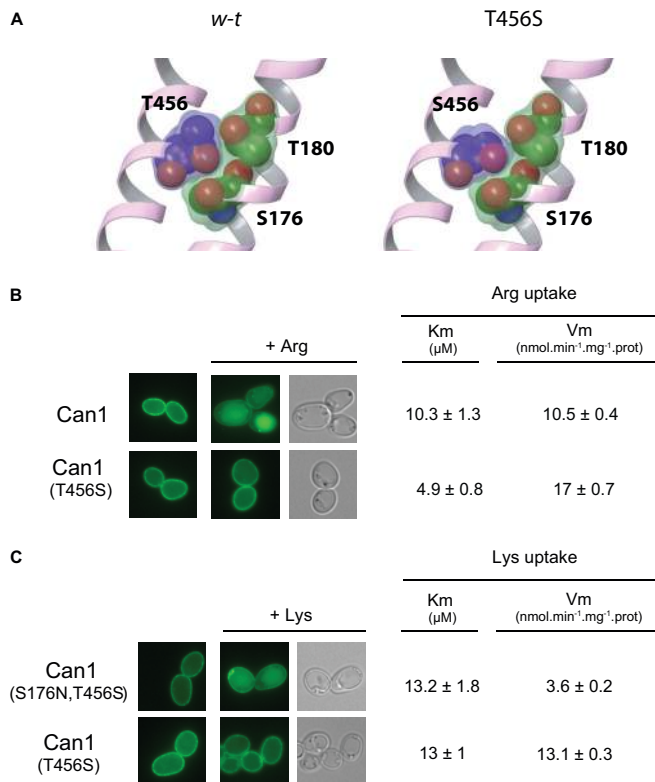 A
w-t
T456S
T456
T180
S176
S456
T180
S176
B
Arg uptake
+ Arg
Km
(µM)
Vm
(nmol.min⁻¹.mg⁻¹.prot)
Can1
10.3 ± 1.3
10.5 ± 0.4
Can1
(T456S)
4.9 ± 0.8
17 ± 0.7
C
Lys uptake
+ Lys
Km
(µM)
Vm
(nmol.min⁻¹.mg⁻¹.prot)
Can1
(S176N,T456S)
13.2 ± 1.8
3.6 ± 0.2
Can1
(T456S)
13 ± 1
13.1 ± 0.3